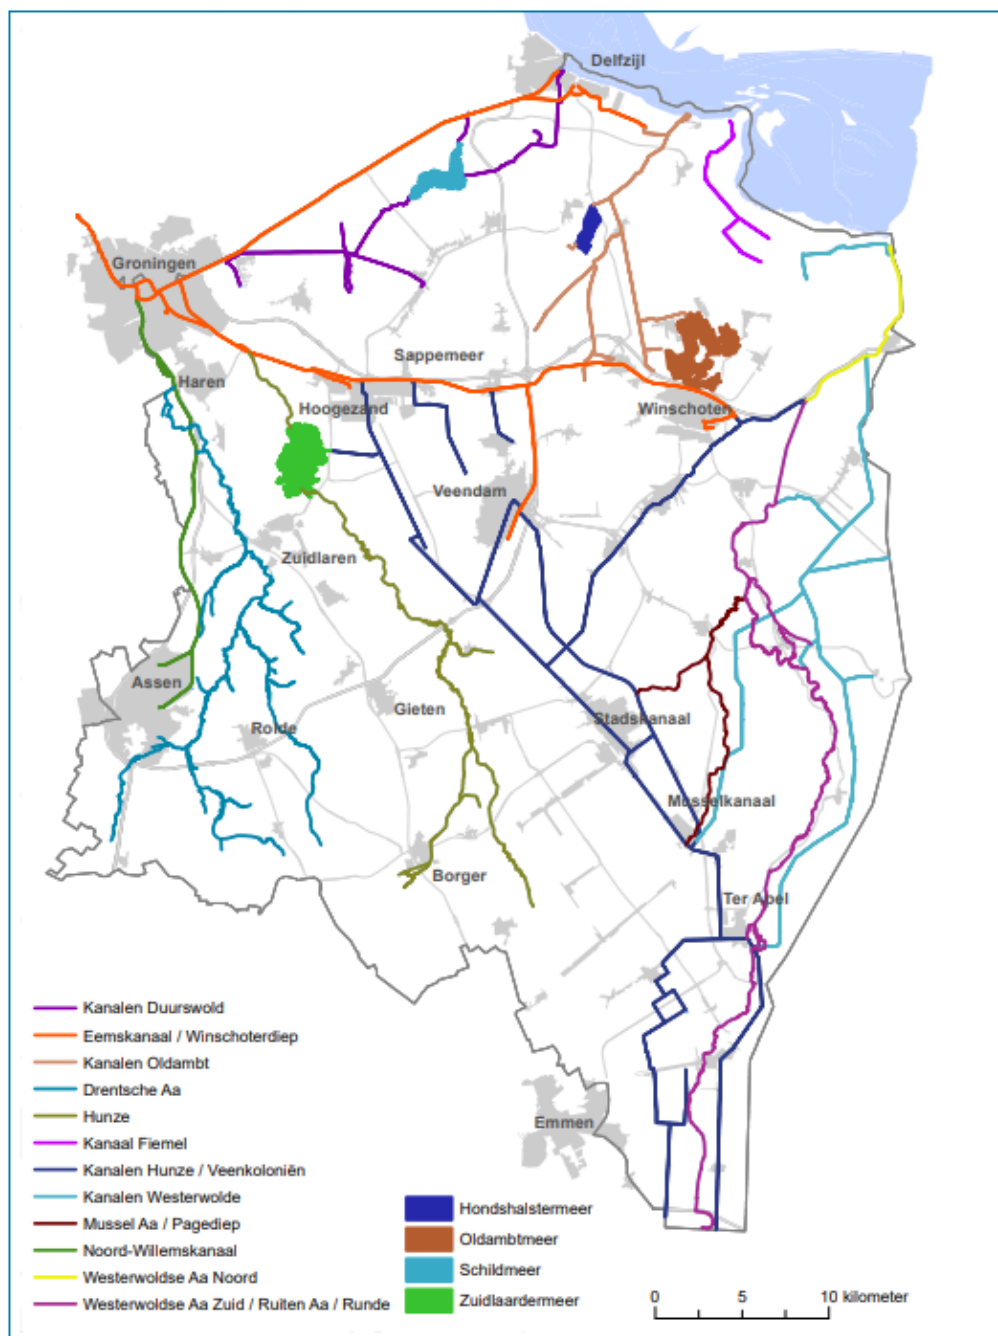 Delfzijl
Groningen
Sappemeer
Haren
Hoogezand
Winschoten
Veendam
Zuidlaren
Assen
Gieten
Rolde
Stadskanaal
Musselkanaal
Borger
Ter Apel
Emmen
Kanalen Duurswold
Eemskanaal / Winschoterdiep
Kanalen Oldambt
Drentsche Aa
Hunze
Kanaal Fiemel
Kanalen Hunze / Veenkoloniën
Kanalen Westerwolde
Mussel Aa / Pagediep
Noord-Willemskanaal
Westerwoldse Aa Noord
Westerwoldse Aa Zuid / Ruiten Aa / Runde
Hondshalstermeer
Oldambtmeer
Schildmeer
Zuidlaardermeer
0 5 10 kilometer